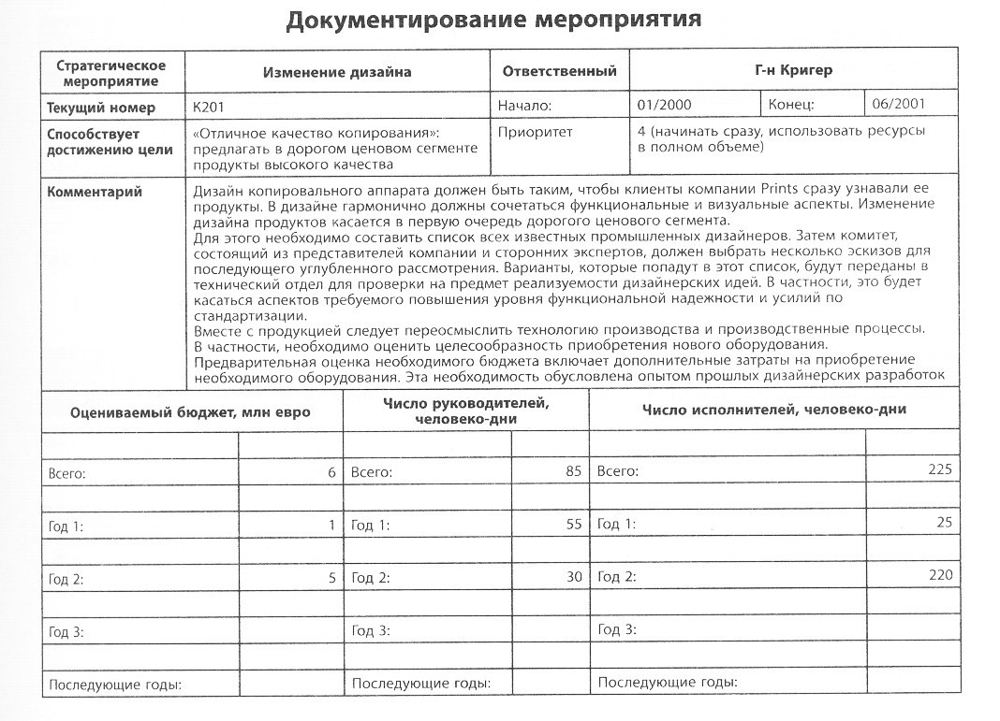 Документирование мероприятия
Стратегическое мероприятие
Изменение дизайна
Ответственный
Г-н Кригер
Текущий номер
К201
Начало:
01/2000
Конец:
06/2001
Способствует
достижению цели
«Отличное качество копирования»:
предлагать в дорогом ценовом сегменте
продукты высокого качества
Приоритет
4 (начинать сразу, использовать ресурсы
в полном объеме)
Комментарий
Дизайн копировального аппарата должен быть таким, чтобы клиенты компании Prints сразу узнавали ее
продукты. В дизайне гармонично должны сочетаться функциональные и визуальные аспекты. Изменение
дизайна продуктов касается в первую очередь дорогого ценового сегмента.
Для этого необходимо составить список всех известных промышленных дизайнеров. Затем комитет,
состоящий из представителей компании и сторонних экспертов, должен выбрать несколько эскизов для
последующего углубленного рассмотрения. Варианты, которые попадут в этот список, будут переданы в
технический отдел для проверки на предмет реализуемости дизайнерских идей. В частности, это будет
касаться аспектов требуемого повышения уровня функциональной надежности и усилий по
стандартизации.
Вместе с продукцией следует переосмыслить технологию производства и производственные процессы.
В частности, необходимо оценить целесообразность приобретения нового оборудования.
Предварительная оценка необходимого бюджета включает дополнительные затраты на приобретение
необходимого оборудования. Эта необходимость обусловлена опытом прошлых дизайнерских разработок
Оцениваемый бюджет, млн евро
Число руководителей,
человеко-дни
Число исполнителей, человеко-дни
Всего: 6 Всего: 85 Всего: 225
Год 1: 1 Год 1: 55 Год 1: 25
Год 2: 5 Год 2: 30 Год 2: 220
Год 3: Год 3: Год 3:
Последующие годы: Последующие годы: Последующие годы: